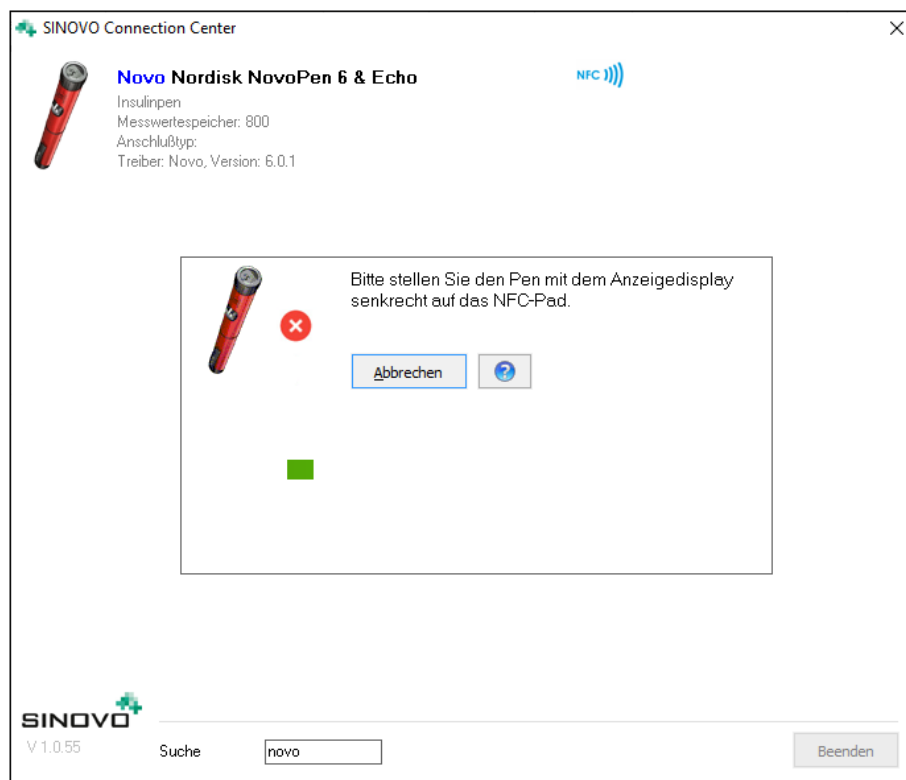 SINOVO Connection Center
Novo Nordisk NovoPen 6 & Echo
NFC
Insulinpen
Messwertespeicher: 800
Anschlußtyp:
Treiber: Novo, Version: 6.0.1
Bitte stellen Sie den Pen mit dem Anzeigedisplay
senkrecht auf das NFC-Pad.
Abbrechen
SINOVO
V 1.0.55
Suche
novo
Beenden